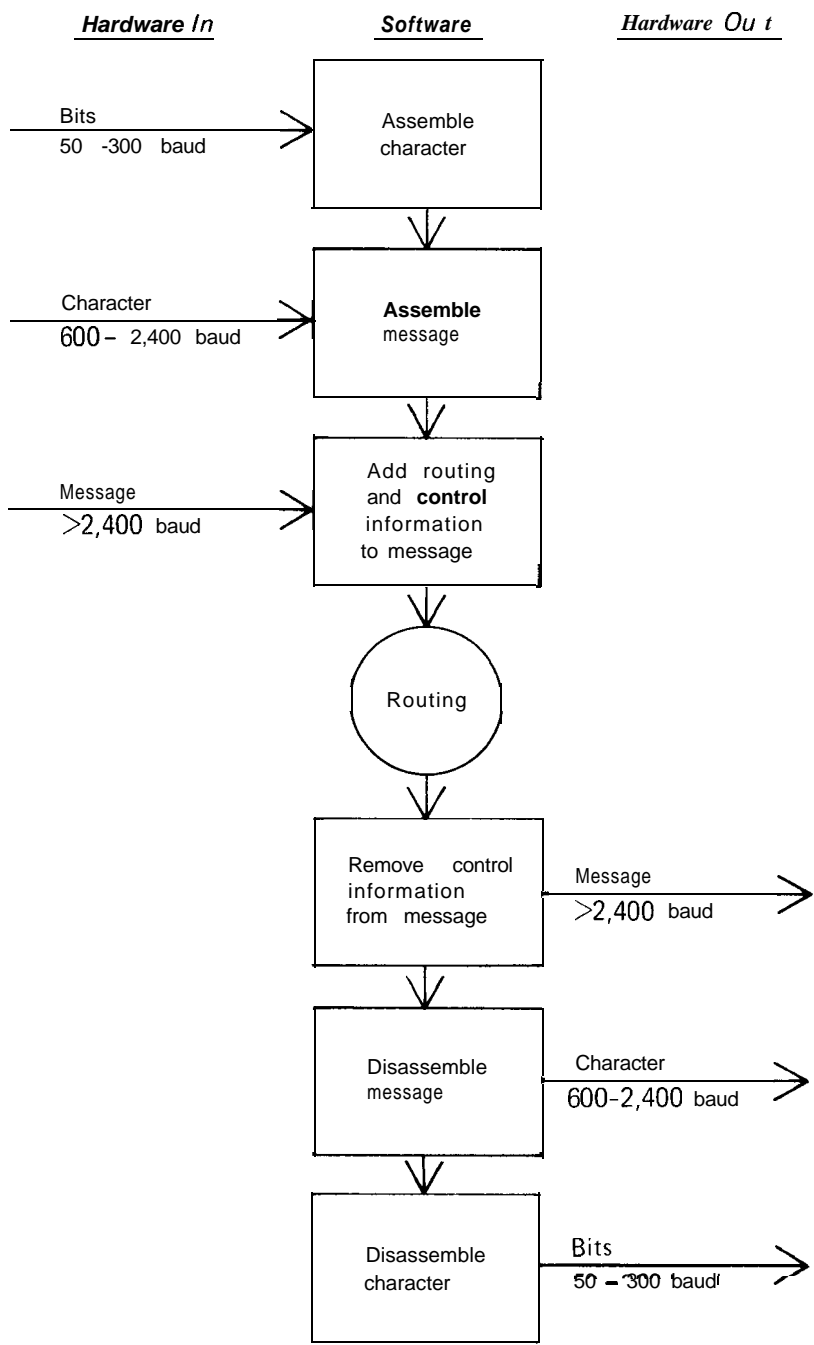 Hardware In
Software
Hardware Out
Bits
50 -300 baud
Assemble
character
Character
600 – 2,400 baud
Assemble
message
Message
>2,400 baud
Add routing
and control
information
to message
Routing
Remove control
information
from message
Message
>2,400 baud
Disassemble
message
Character
600-2,400 baud
Disassemble
character
Bits
50 – 300 baud